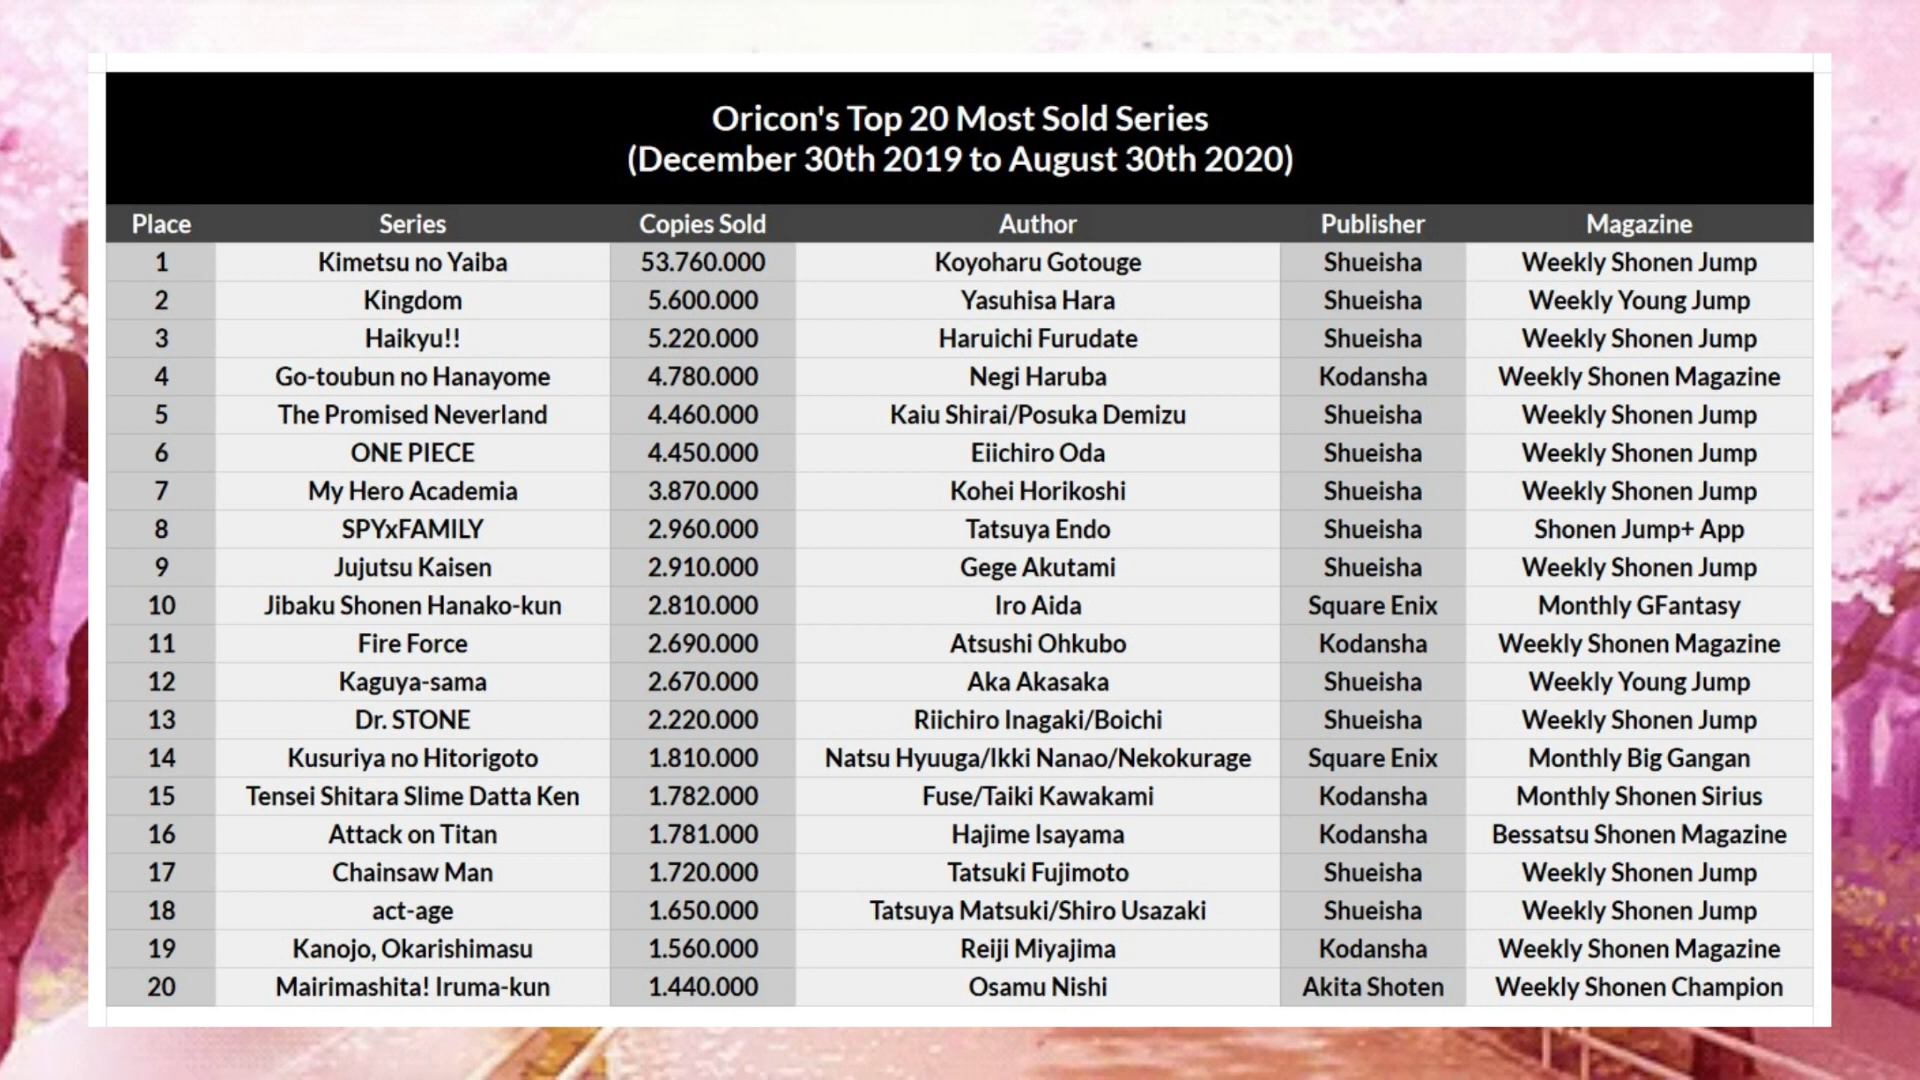 Oricon's Top 20 Most Sold Series
(December 30th 2019 to August 30th 2020)
Place Series Copies Sold Author Publisher Magazine
1 Kimetsu no Yaiba 53.760.000 Koyoharu Gotouge Shueisha Weekly Shonen Jump
2 Kingdom 5.600.000 Yasuhisa Hara Shueisha Weekly Young Jump
3 Haikyu!! 5.220.000 Haruichi Furudate Shueisha Weekly Shonen Jump
4 Go-toubun no Hanayome 4.780.000 Negi Haruba Kodansha Weekly Shonen Magazine
5 The Promised Neverland 4.460.000 Kaiu Shirai/Posuka Demizu Shueisha Weekly Shonen Jump
6 ONE PIECE 4.450.000 Eiichiro Oda Shueisha Weekly Shonen Jump
7 My Hero Academia 3.870.000 Kohei Horikoshi Shueisha Weekly Shonen Jump
8 SPYxFAMILY 2.960.000 Tatsuya Endo Shueisha Shonen Jump+ App
9 Jujutsu Kaisen 2.910.000 Gege Akutami Shueisha Weekly Shonen Jump
10 Jibaku Shonen Hanako-kun 2.810.000 Iro Aida Square Enix Monthly GFantasy
11 Fire Force 2.690.000 Atsushi Ohkubo Kodansha Weekly Shonen Magazine
12 Kaguya-sama 2.670.000 Aka Akasaka Shueisha Weekly Young Jump
13 Dr. STONE 2.220.000 Riichiro Inagaki/Boichi Shueisha Weekly Shonen Jump
14 Kusuriya no Hitorigoto 1.810.000 Natsu Hyuuga/Ikki Nanao/Nekokurage Square Enix Monthly Big Gangan
15 Tensei Shitara Slime Datta Ken 1.782.000 Fuse/Taiki Kawakami Kodansha Monthly Shonen Sirius
16 Attack on Titan 1.781.000 Hajime Isayama Kodansha Bessatsu Shonen Magazine
17 Chainsaw Man 1.720.000 Tatsuki Fujimoto Shueisha Weekly Shonen Jump
18 act-age 1.650.000 Tatsuya Matsuki/Shiro Usazaki Shueisha Weekly Shonen Jump
19 Kanojo, Okarishimasu 1.560.000 Reiji Miyajima Kodansha Weekly Shonen Magazine
20 Mairimashita! Iruma-kun 1.440.000 Osamu Nishi Akita Shoten Weekly Shonen Champion